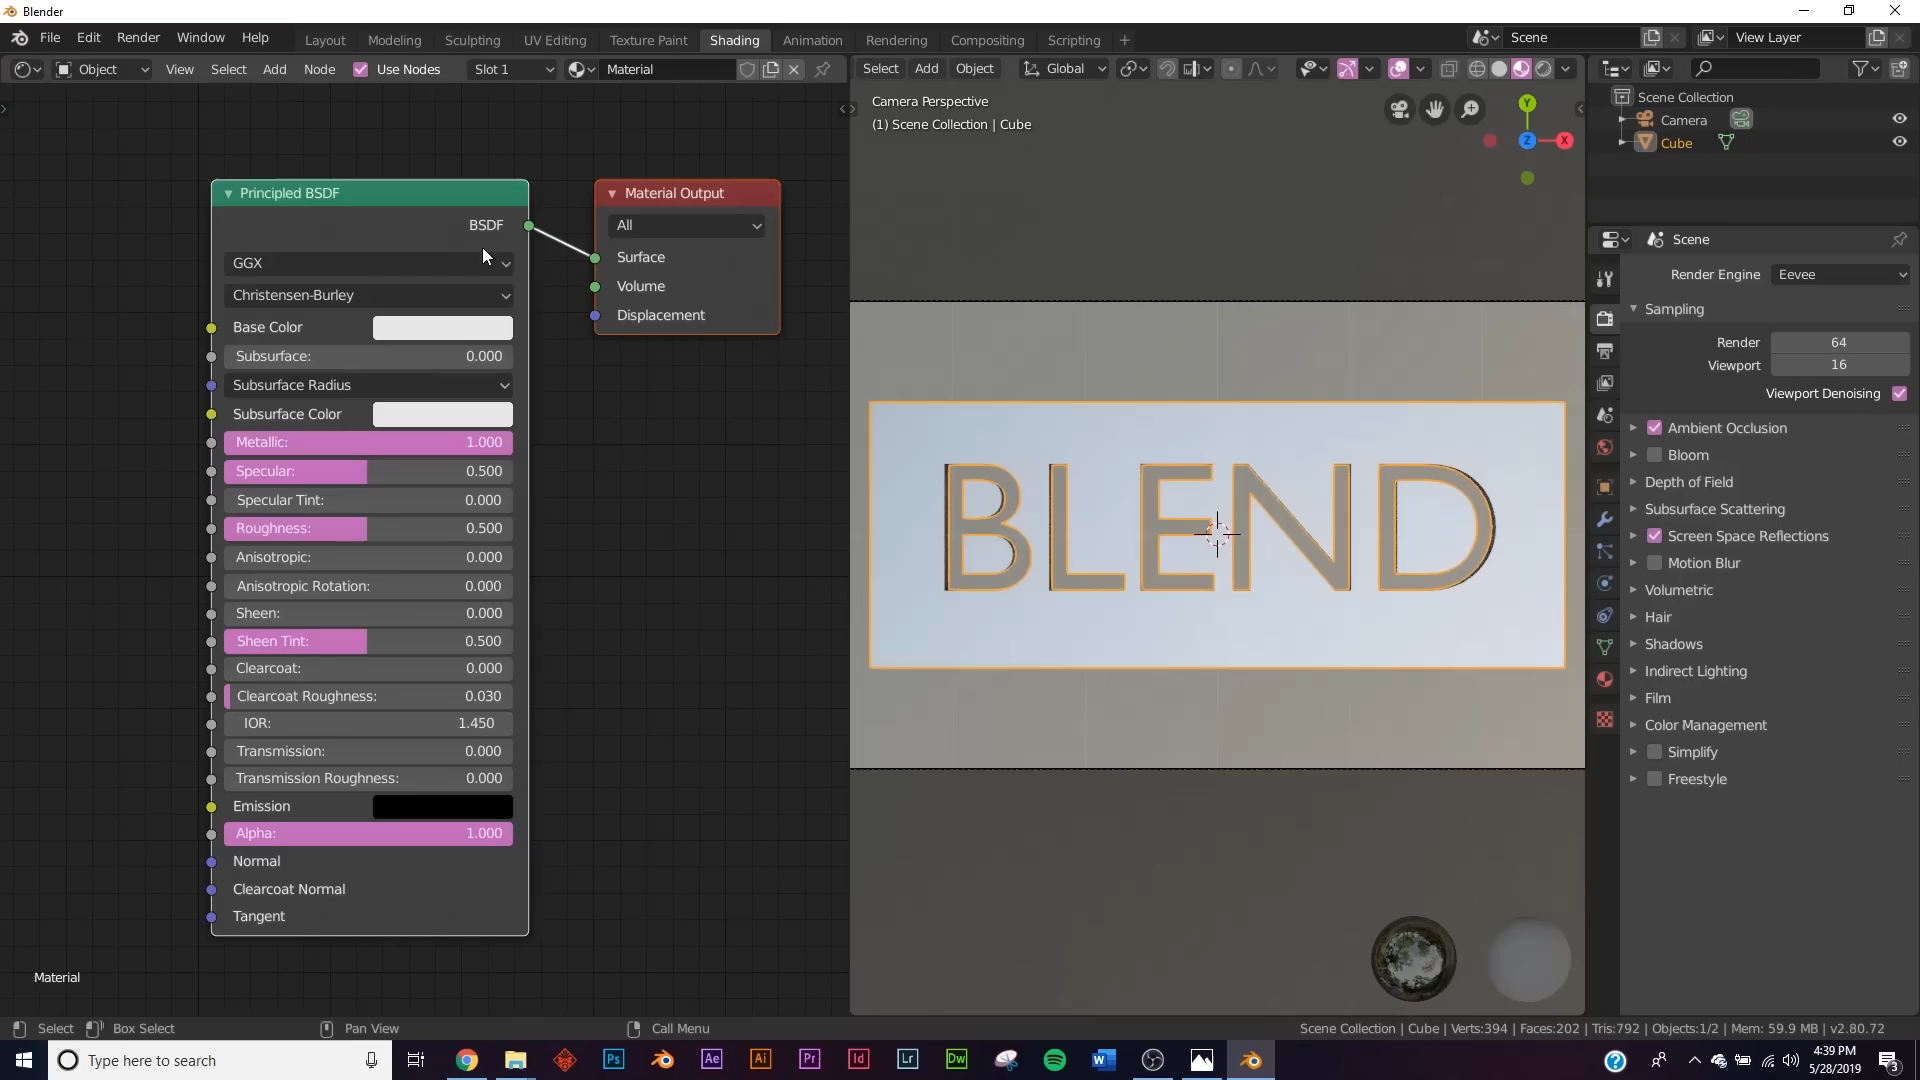 Blender
File Edit Render Window Help Layout Modeling Sculpting UV Editing Texture Paint Shading Animation Rendering Compositing Scripting + Scene View Layer
Object View Select Add Node Use Nodes Slot 1 Material Select Add Object Global
Camera Perspective
(1) Scene Collection | Cube
Y
Z
X
Scene Collection
Camera
Cube
Principled BSDF
BSDF
GGX
Christensen-Burley
Base Color
Subsurface: 0.000
Subsurface Radius
Subsurface Color
Metallic: 1.000
Specular: 0.500
Specular Tint: 0.000
Roughness: 0.500
Anisotropic: 0.000
Anisotropic Rotation: 0.000
Sheen: 0.000
Sheen Tint: 0.500
Clearcoat: 0.000
Clearcoat Roughness: 0.030
IOR: 1.450
Transmission: 0.000
Transmission Roughness: 0.000
Emission
Alpha: 1.000
Normal
Clearcoat Normal
Tangent
Material Output
All
Surface
Volume
Displacement
BLEND
Scene
Render Engine Eevee
Sampling
Render 64
Viewport 16
Viewport Denoising
Ambient Occlusion
Bloom
Depth of Field
Subsurface Scattering
Screen Space Reflections
Motion Blur
Volumetric
Hair
Shadows
Indirect Lighting
Film
Color Management
Simplify
Freestyle
Material
Select Box Select Pan View Call Menu Scene Collection | Cube | Verts:394 | Faces:202 | Tris:792 | Objects:1/2 | Mem: 59.9 MB | v2.80.72
Type here to search Ps Ae Ai Pr Id Lr Dw W ? 4:39 PM
5/28/2019 3